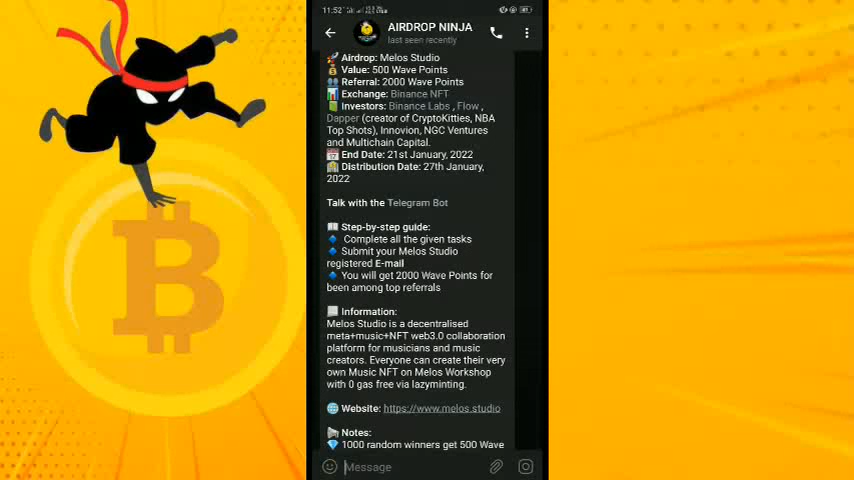 11:52
AIRDROP NINJA
last seen recently
🚀 Airdrop: Melos Studio
💰 Value: 500 Wave Points
👥 Referral: 2000 Wave Points
📊 Exchange: Binance NFT
📗 Investors: Binance Labs , Flow ,
Dapper (creator of CryptoKitties, NBA
Top Shots), Innovion, NGC Ventures
and Multichain Capital.
📅 End Date: 21st January, 2022
🏫 Distribution Date: 27th January,
2022
Talk with the Telegram Bot
📖 Step-by-step guide:
🔹 Complete all the given tasks
🔹 Submit your Melos Studio
registered E-mail
🔹 You will get 2000 Wave Points for
been among top referrals
📃 Information:
Melos Studio is a decentralised
meta+music+NFT web3.0 collaboration
platform for musicians and music
creators. Everyone can create their very
own Music NFT on Melos Workshop
with 0 gas free via lazyminting.
🌐 Website: https://www.melos.studio
📢 Notes:
💎 1000 random winners get 500 Wave
Message